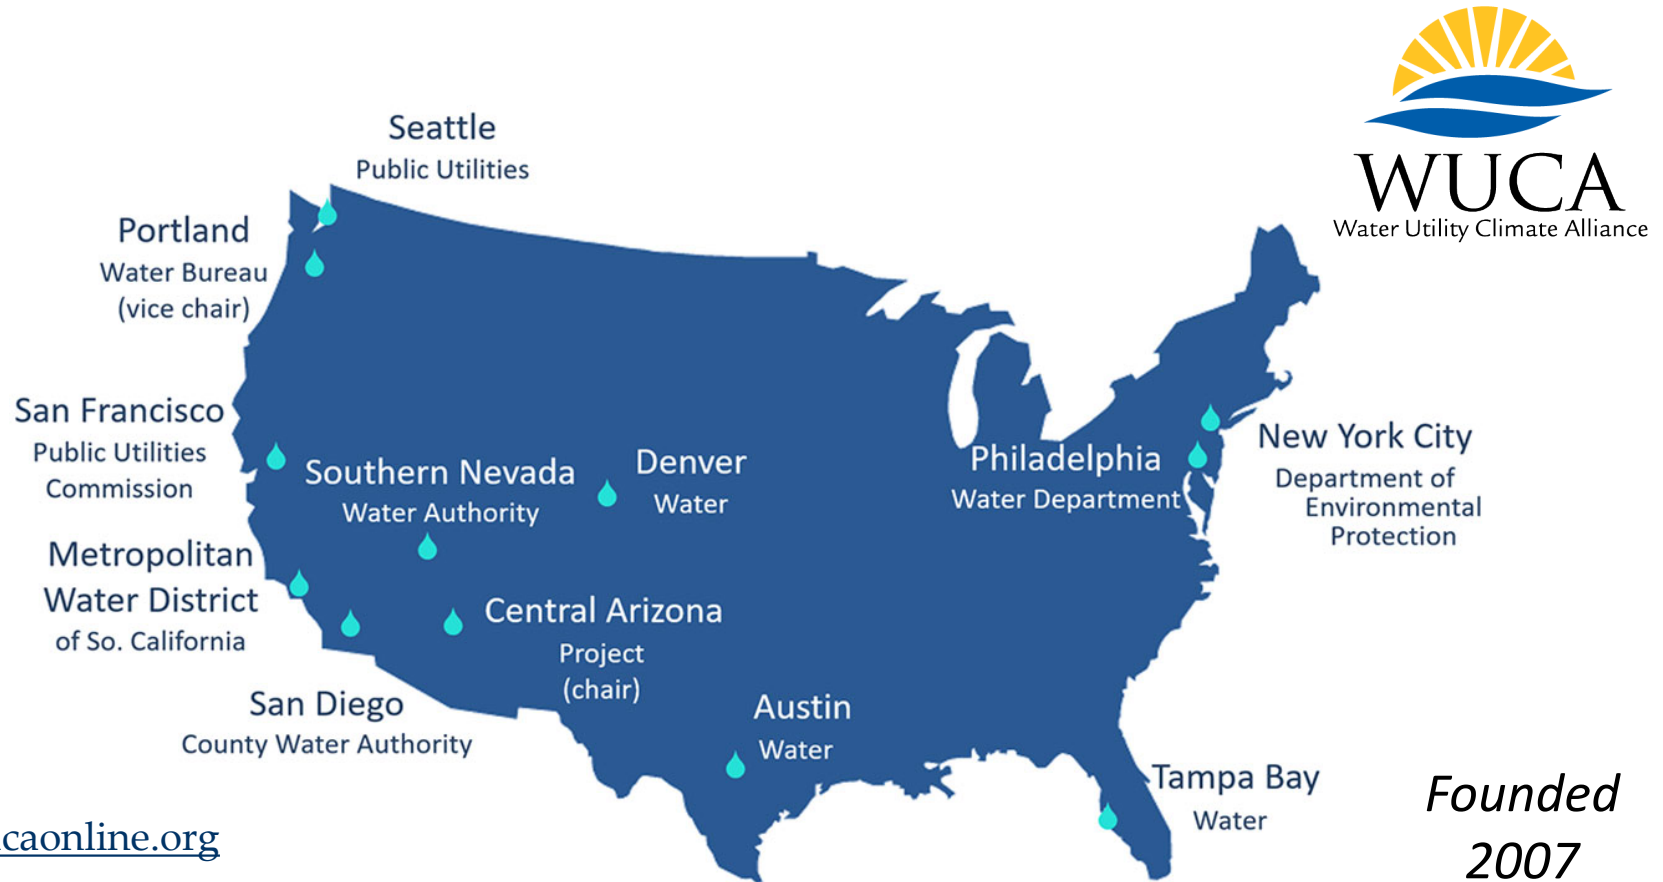 WUCA
Water Utility Climate Alliance
Seattle
Public Utilities
Portland
Water Bureau
(vice chair)
San Francisco
Public Utilities
Commission
Southern Nevada
Water Authority
Denver
Water
Philadelphia
Water Department
New York City
Department of
Environmental
Protection
Metropolitan
Water District
of So. California
Central Arizona
Project
(chair)
San Diego
County Water Authority
Austin
Water
Tampa Bay
Water
Founded
2007
caonline.org